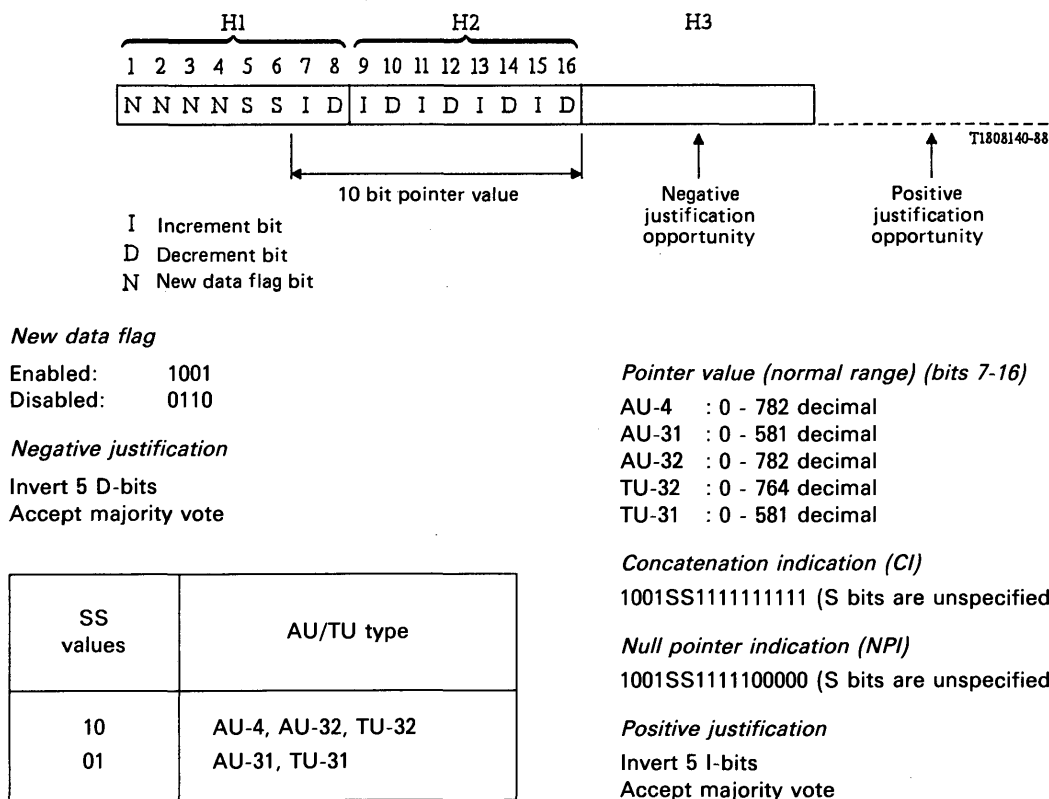 H1 H2 H3
1 2 3 4 5 6 7 8 9 10 11 12 13 14 15 16
N N N N S S I D I D I D I D I D
T1808140-88
10 bit pointer value
Negative
justification
opportunity
Positive
justification
opportunity
I Increment bit
D Decrement bit
N New data flag bit
New data flag
Enabled: 1001
Disabled: 0110
Negative justification
Invert 5 D-bits
Accept majority vote
SS
values
AU/TU type
10 AU-4, AU-32, TU-32
01 AU-31, TU-31
Pointer value (normal range) (bits 7-16)
AU-4 : 0 - 782 decimal
AU-31 : 0 - 581 decimal
AU-32 : 0 - 782 decimal
TU-32 : 0 - 764 decimal
TU-31 : 0 - 581 decimal
Concatenation indication (CI)
1001SS1111111111 (S bits are unspecified
Null pointer indication (NPI)
1001SS1111100000 (S bits are unspecified
Positive justification
Invert 5 I-bits
Accept majority vote